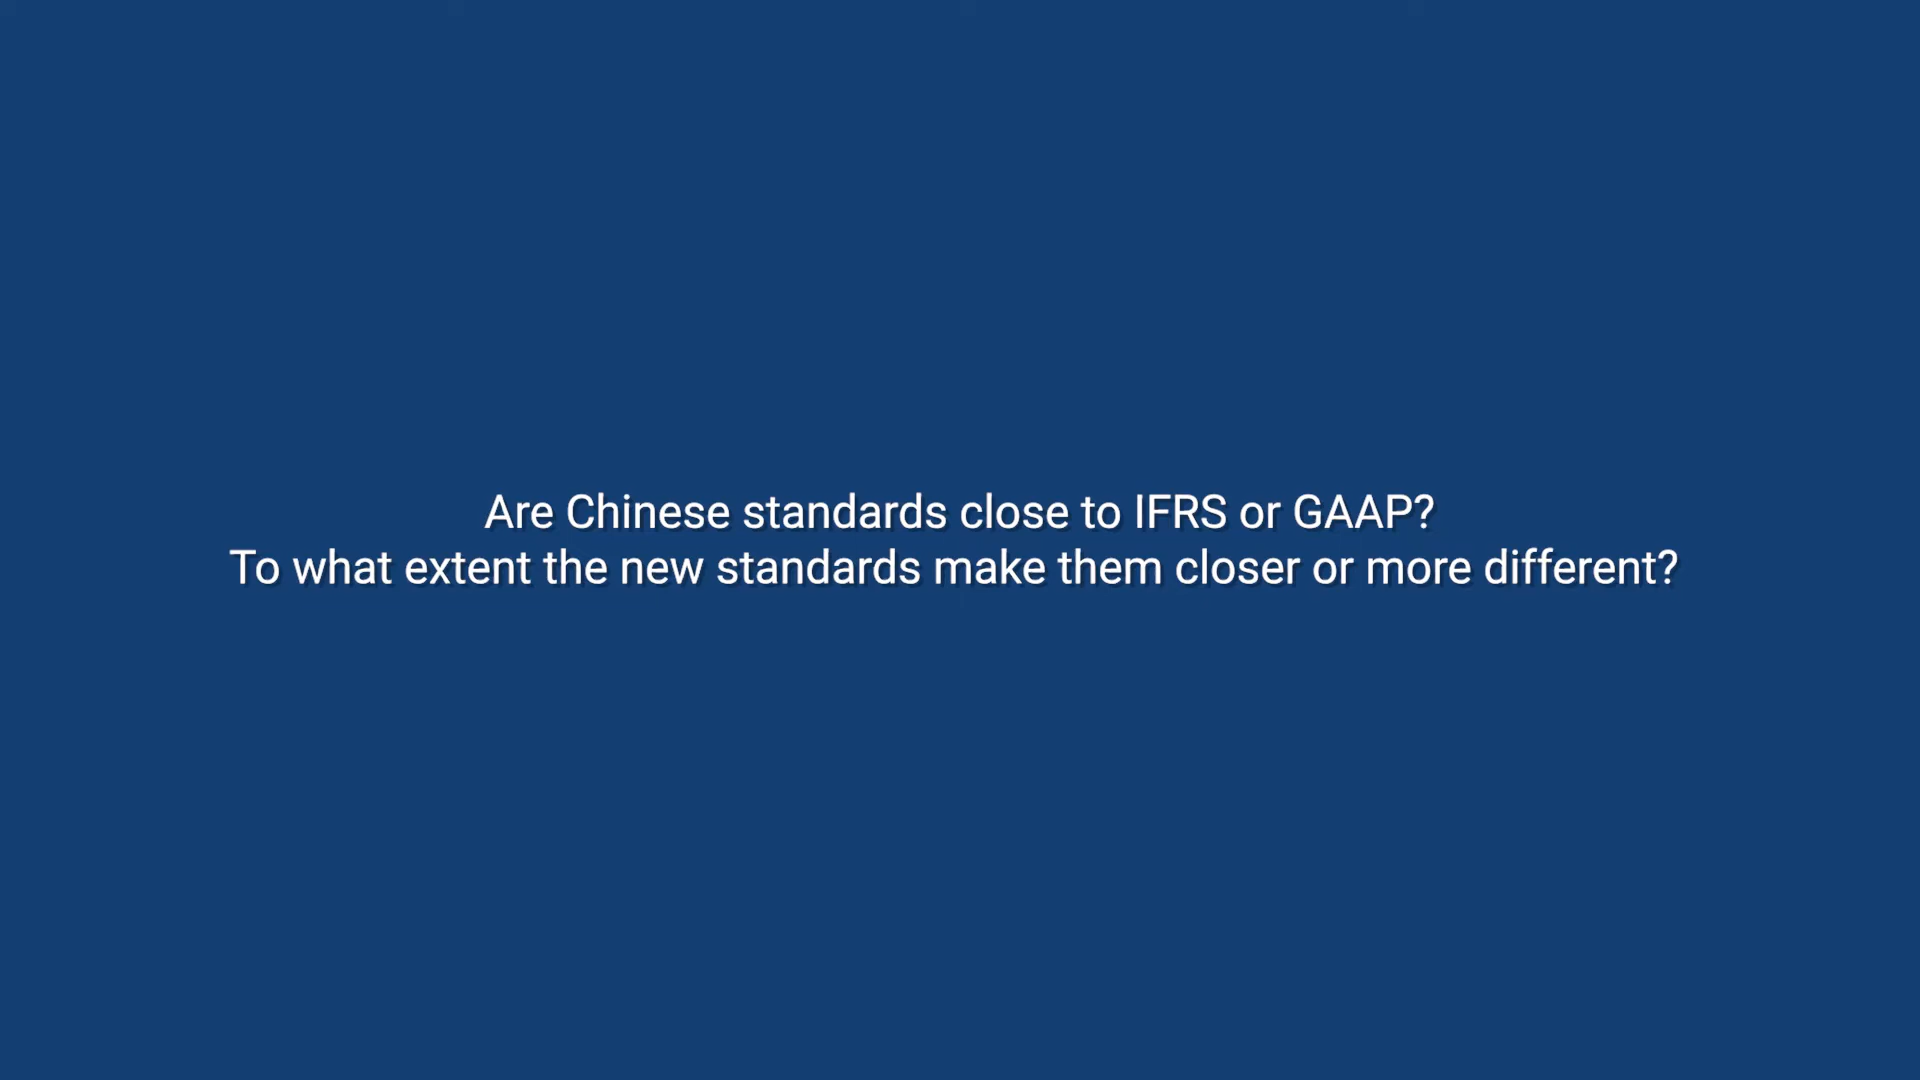 Are Chinese standards close to IFRS or GAAP?
To what extent the new standards make them closer or more different?